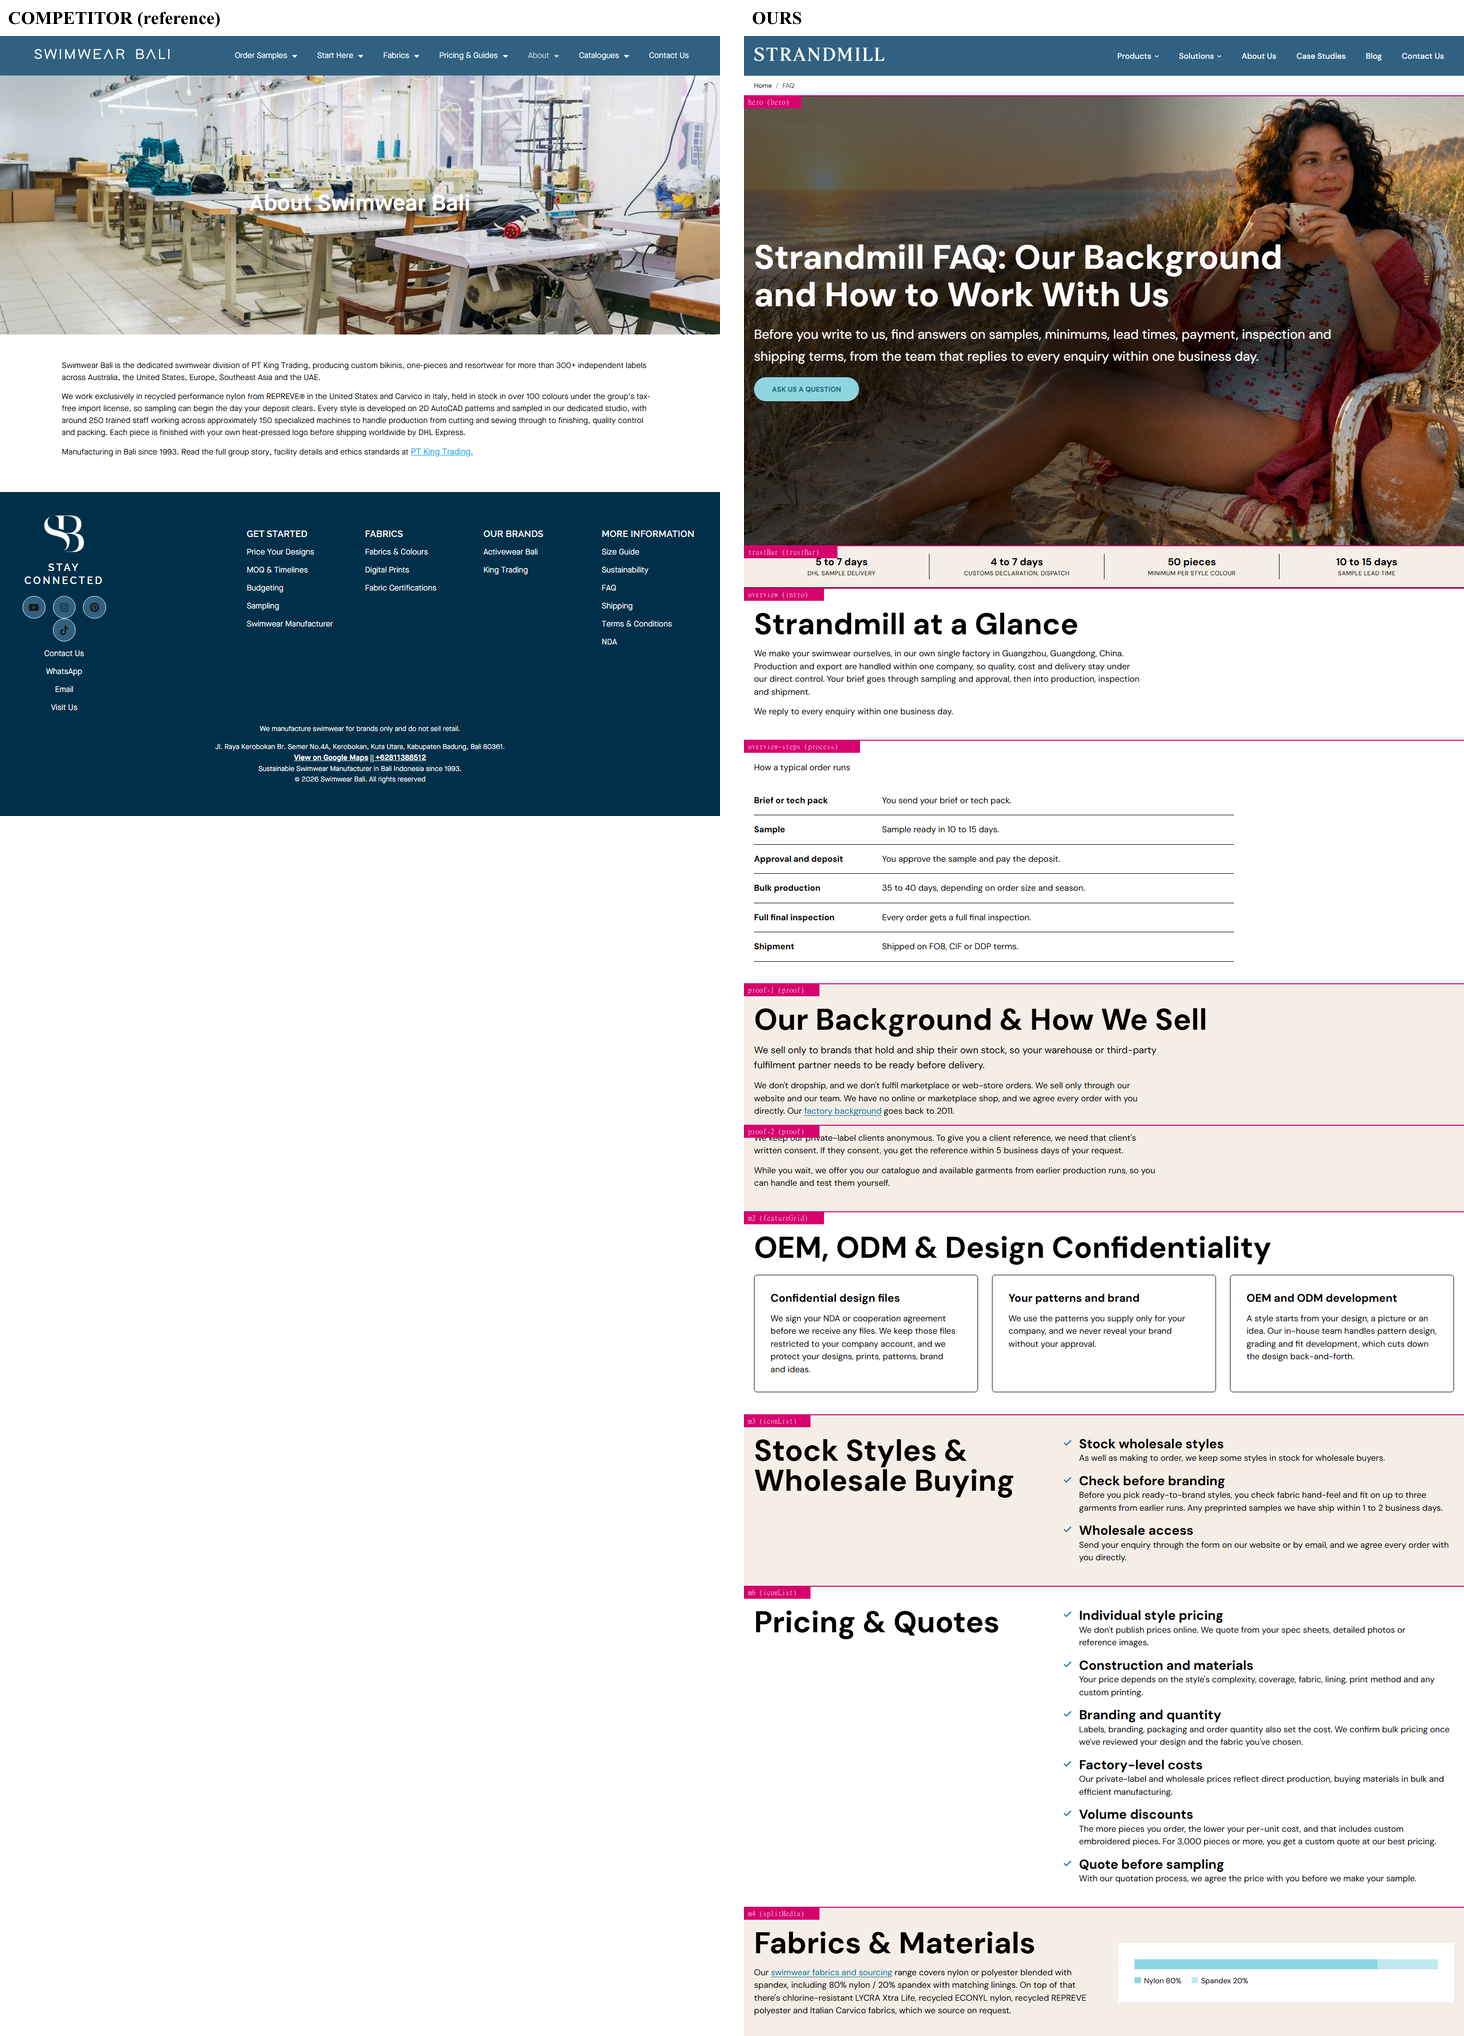 COMPETITOR (reference)
SWIMWEAR BALI
Order Samples
Start Here
Fabrics
Pricing & Guides
About
Catalogues
Contact Us
About Swimwear Bali
Swimwear Bali is the dedicated swimwear division of PT King Trading, producing custom bikinis, one-pieces and resortwear for more than 300+ independent labels
across Australia, the United States, Europe, Southeast Asia and the UAE.
We work exclusively in recycled performance nylon from REPREVE® in the United States and Carvico in Italy, held in stock in over 100 colours under the group's tax-
free import license, so sampling can begin the day your deposit clears. Every style is developed on 2D AutoCAD patterns and sampled in our dedicated studio, with
around 250 trained staff working across approximately 150 specialized machines to handle production from cutting and sewing through to finishing, quality control
and packing. Each piece is finished with your own heat-pressed logo before shipping worldwide by DHL Express.
Manufacturing in Bali since 1993. Read the full group story, facility details and ethics standards at PT King Trading.
STAY
CONNECTED
Contact Us
WhatsApp
Email
Visit Us
GET STARTED
Price Your Designs
MOQ & Timelines
Budgeting
Sampling
Swimwear Manufacturer
FABRICS
Fabrics & Colours
Digital Prints
Fabric Certifications
OUR BRANDS
Activewear Bali
King Trading
MORE INFORMATION
Size Guide
Sustainability
FAQ
Shipping
Terms & Conditions
NDA
We manufacture swimwear for brands only and do not sell retail.
Jl. Raya Kerobokan Br. Semer No.4A, Kerobokan, Kuta Utara, Kabupaten Badung, Bali 80361.
View on Google Maps || +62811388512
Sustainable Swimwear Manufacturer in Bali Indonesia since 1993.
© 2026 Swimwear Bali. All rights reserved
OURS
STRANDMILL
Products
Solutions
About Us
Case Studies
Blog
Contact Us
Home / FAQ
hero (hero)
Strandmill FAQ: Our Background
and How to Work With Us
Before you write to us, find answers on samples, minimums, lead times, payment, inspection and
shipping terms, from the team that replies to every enquiry within one business day.
ASK US A QUESTION
trustBar (trustBar)
5 to 7 days
DHL SAMPLE DELIVERY
4 to 7 days
CUSTOMS DECLARATION, DISPATCH
50 pieces
MINIMUM PER STYLE COLOUR
10 to 15 days
SAMPLE LEAD TIME
overview (intro)
Strandmill at a Glance
We make your swimwear ourselves, in our own single factory in Guangzhou, Guangdong, China.
Production and export are handled within one company, so quality, cost and delivery stay under
our direct control. Your brief goes through sampling and approval, then into production, inspection
and shipment.
We reply to every enquiry within one business day.
overview-steps (process)
How a typical order runs
Brief or tech pack You send your brief or tech pack.
Sample Sample ready in 10 to 15 days.
Approval and deposit You approve the sample and pay the deposit.
Bulk production 35 to 40 days, depending on order size and season.
Full final inspection Every order gets a full final inspection.
Shipment Shipped on FOB, CIF or DDP terms.
proof-1 (proof)
Our Background & How We Sell
We sell only to brands that hold and ship their own stock, so your warehouse or third-party
fulfilment partner needs to be ready before delivery.
We don't dropship, and we don't fulfil marketplace or web-store orders. We sell only through our
website and our team. We have no online or marketplace shop, and we agree every order with you
directly. Our factory background goes back to 2011.
proof-2 (proof)
We keep our private-label clients anonymous. To give you a client reference, we need that client's
written consent. If they consent, you get the reference within 5 business days of your request.
While you wait, we offer you our catalogue and available garments from earlier production runs, so you
can handle and test them yourself.
m2 (featureGrid)
OEM, ODM & Design Confidentiality
Confidential design files
We sign your NDA or cooperation agreement
before we receive any files. We keep those files
restricted to your company account, and we
protect your designs, prints, patterns, brand
and ideas.
Your patterns and brand
We use the patterns you supply only for your
company, and we never reveal your brand
without your approval.
OEM and ODM development
A style starts from your design, a picture or an
idea. Our in-house team handles pattern design,
grading and fit development, which cuts down
the design back-and-forth.
m3 (iconList)
Stock Styles &
Wholesale Buying
Stock wholesale styles
As well as making to order, we keep some styles in stock for wholesale buyers.
Check before branding
Before you pick ready-to-brand styles, you check fabric hand-feel and fit on up to three
garments from earlier runs. Any preprinted samples we have ship within 1 to 2 business days.
Wholesale access
Send your enquiry through the form on our website or by email, and we agree every order with
you directly.
m6 (iconList)
Pricing & Quotes
Individual style pricing
We don't publish prices online. We quote from your spec sheets, detailed photos or
reference images.
Construction and materials
Your price depends on the style's complexity, coverage, fabric, lining, print method and any
custom printing.
Branding and quantity
Labels, branding, packaging and order quantity also set the cost. We confirm bulk pricing once
we've reviewed your design and the fabric you've chosen.
Factory-level costs
Our private-label and wholesale prices reflect direct production, buying materials in bulk and
efficient manufacturing.
Volume discounts
The more pieces you order, the lower your per-unit cost, and that includes custom
embroidered pieces. For 3,000 pieces or more, you get a custom quote at our best pricing.
Quote before sampling
With our quotation process, we agree the price with you before we make your sample.
m4 (splitMedia)
Fabrics & Materials
Our swimwear fabrics and sourcing range covers nylon or polyester blended with
spandex, including 80% nylon / 20% spandex with matching linings. On top of that
there's chlorine-resistant LYCRA Xtra Life, recycled ECONYL nylon, recycled REPREVE
polyester and Italian Carvico fabrics, which we source on request.
Nylon 80% Spandex 20%